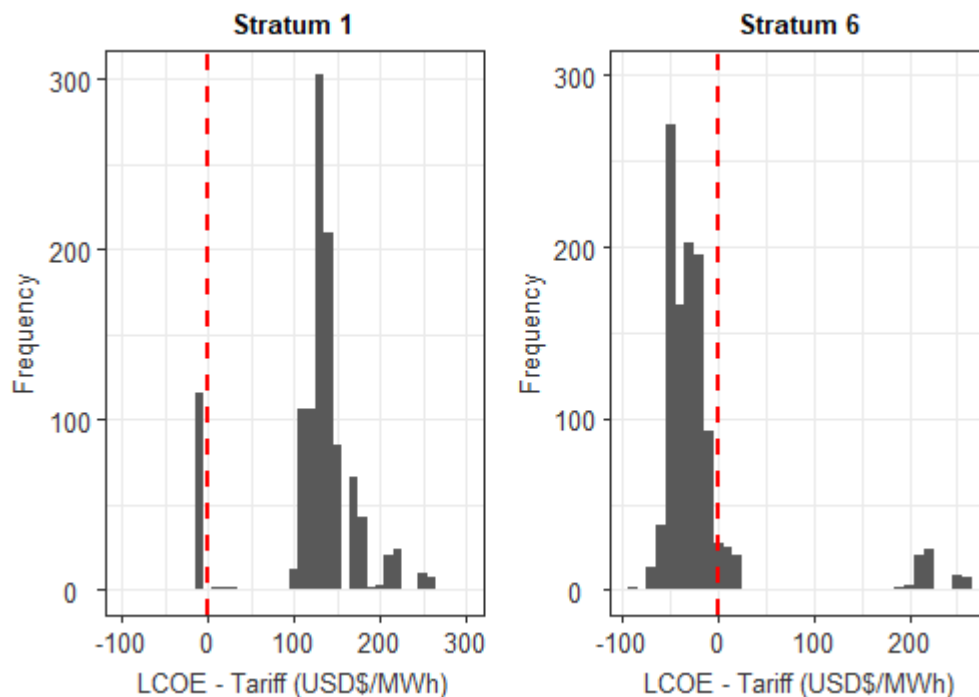 Stratum 1
Frequency
300
200
100
0
-100 0 100 200 300
LCOE - Tariff (USD$/MWh)
Stratum 6
Frequency
300
200
100
0
-100 0 100 200
LCOE - Tariff (USD$/MWh)